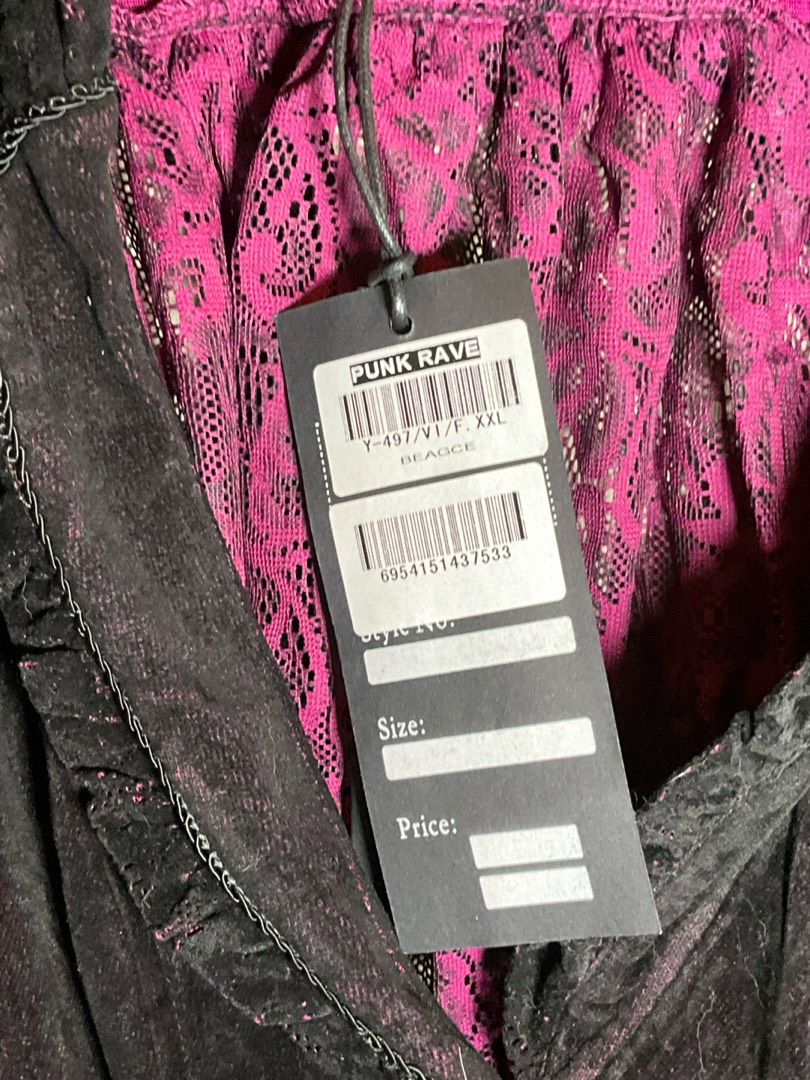 PUNK RAVE
Y-497/VI/F.XXL
BEAGCE
6954151437533
Style No:
Size:
Price: